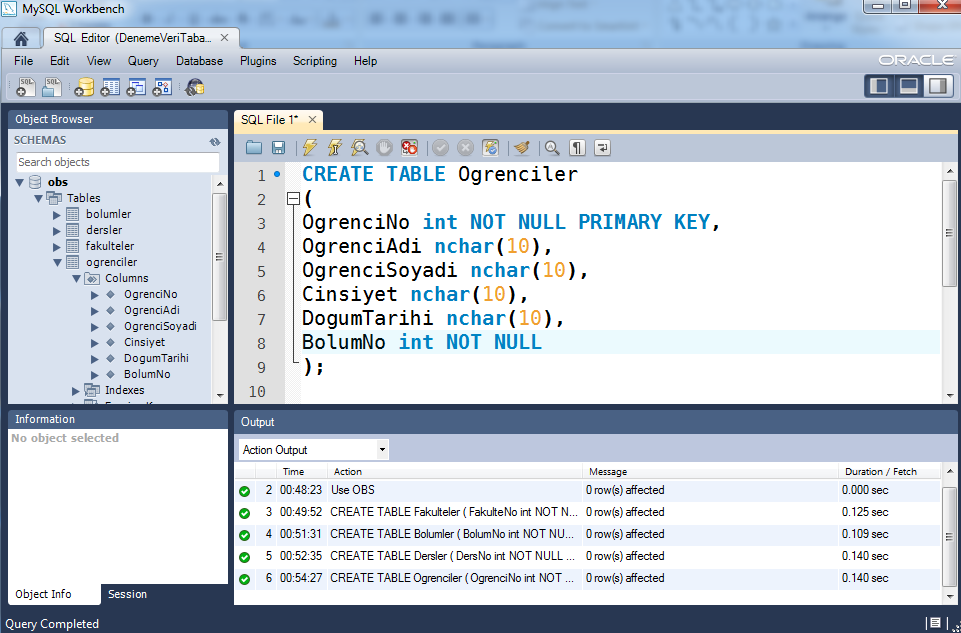 MySQL Workbench
SQL Editor (DenemeVeriTaba...
File Edit View Query Database Plugins Scripting Help
ORACLE
SQL SQL
Object Browser
SCHEMAS
Search objects
obs
Tables
bolumler
dersler
fakulteler
ogrenciler
Columns
OgrenciNo
OgrenciAdi
OgrenciSoyadi
Cinsiyet
DogumTarihi
BolumNo
Indexes
Information
No object selected
Object Info Session
SQL File 1*
1 CREATE TABLE Ogrenciler
2 (
3 OgrenciNo int NOT NULL PRIMARY KEY,
4 OgrenciAdi nchar(10),
5 OgrenciSoyadi nchar(10),
6 Cinsiyet nchar(10),
7 DogumTarihi nchar(10),
8 BolumNo int NOT NULL
9 );
10
Output
Action Output
Time Action Message Duration / Fetch
2 00:48:23 Use OBS 0 row(s) affected 0.000 sec
3 00:49:52 CREATE TABLE Fakulteler ( FakulteNo int NOT N... 0 row(s) affected 0.125 sec
4 00:51:31 CREATE TABLE Bolumler ( BolumNo int NOT NU... 0 row(s) affected 0.109 sec
5 00:52:35 CREATE TABLE Dersler ( DersNo int NOT NULL ... 0 row(s) affected 0.140 sec
6 00:54:27 CREATE TABLE Ogrenciler ( OgrenciNo int NOT ... 0 row(s) affected 0.140 sec
Query Completed